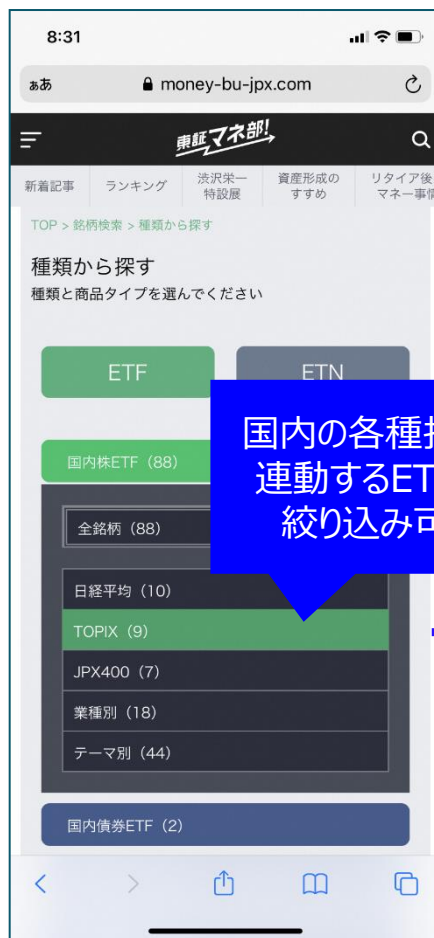 8:31
ぁあ
money-bu-jpx.com
東証マネ部!
新着記事
ランキング
渋沢栄一
特設展
資産形成の
すすめ
リタイア後
マネー事情
TOP > 銘柄検索 > 種類から探す
種類から探す
種類と商品タイプを選んでください
ETF
ETN
国内の各種
連動するET
絞り込み可
国内株ETF（88）
全銘柄（88）
日経平均（10）
TOPIX（9）
JPX400（7）
業種別（18）
テーマ別（44）
国内債券ETF（2）